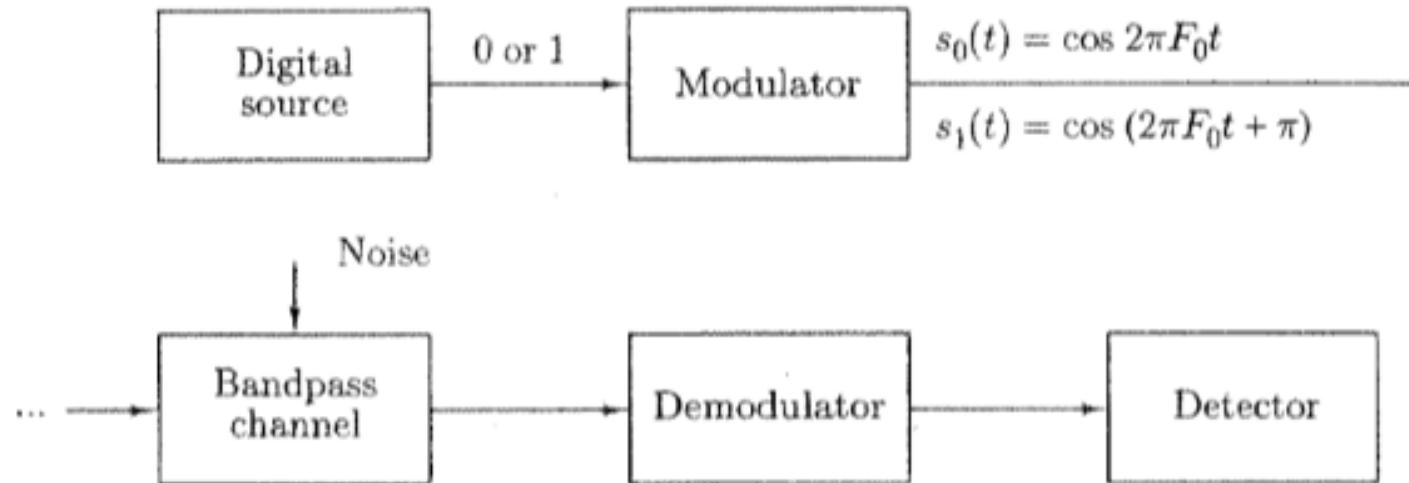 Digital
source
0 or 1
Modulator
s₀(t) = cos 2πF₀t
s₁(t) = cos (2πF₀t + π)
Noise
...
Bandpass
channel
Demodulator
Detector